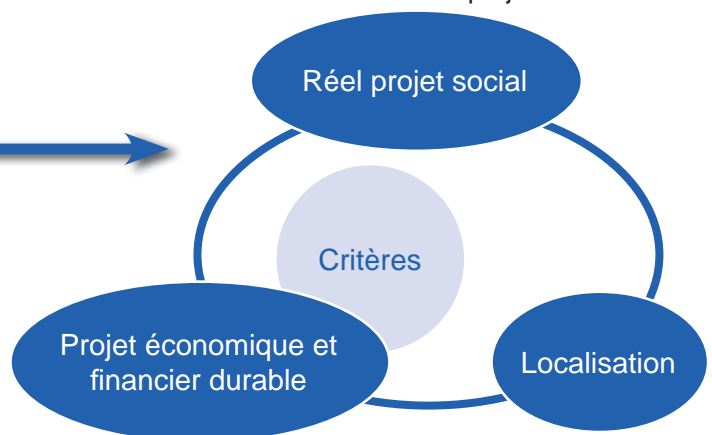 Réel projet social
Critères
Projet économique et
financier durable
Localisation